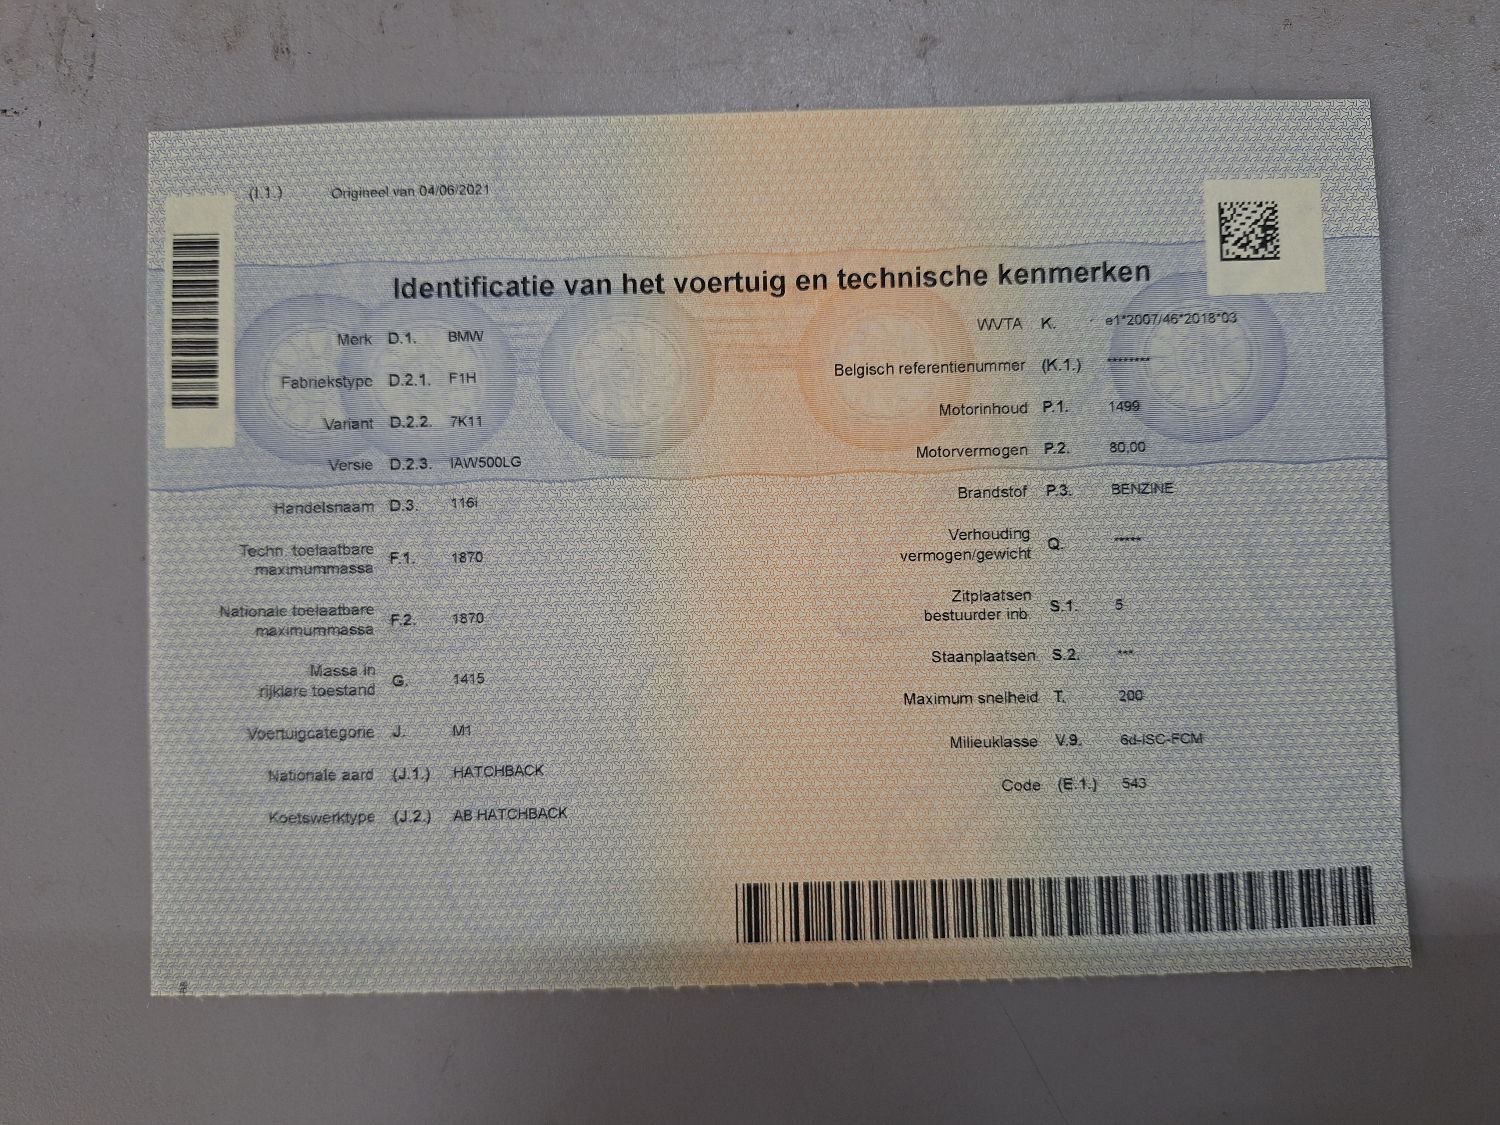 (I.1.) Origineel van 04/06/2021
Identificatie van het voertuig en technische kenmerken
Merk D.1. BMW
Fabriekstype D.2.1. F1H
Variant D.2.2. 7K11
Versie D.2.3. IAW500LG
Handelsnaam D.3. 116i
Techn. toelaatbare
maximummassa F.1. 1870
Nationale toelaatbare
maximummassa F.2. 1870
Massa in
rijklare toestand G. 1415
Voertuigcategorie J. M1
Nationale aard (J.1.) HATCHBACK
Koetswerktype (J.2.) AB HATCHBACK
WVTA K. e1*2007/46*2018*03
Belgisch referentienummer (K.1.) ********
Motorinhoud P.1. 1499
Motorvermogen P.2. 80.00
Brandstof P.3. BENZINE
Verhouding
vermogen/gewicht Q. *****
Zitplaatsen
bestuurder inb. S.1. 5
Staanplaatsen S.2. ***
Maximum snelheid T. 200
Milieuklasse V.9. 6d-ISC-FCM
Code (E.1.) 543